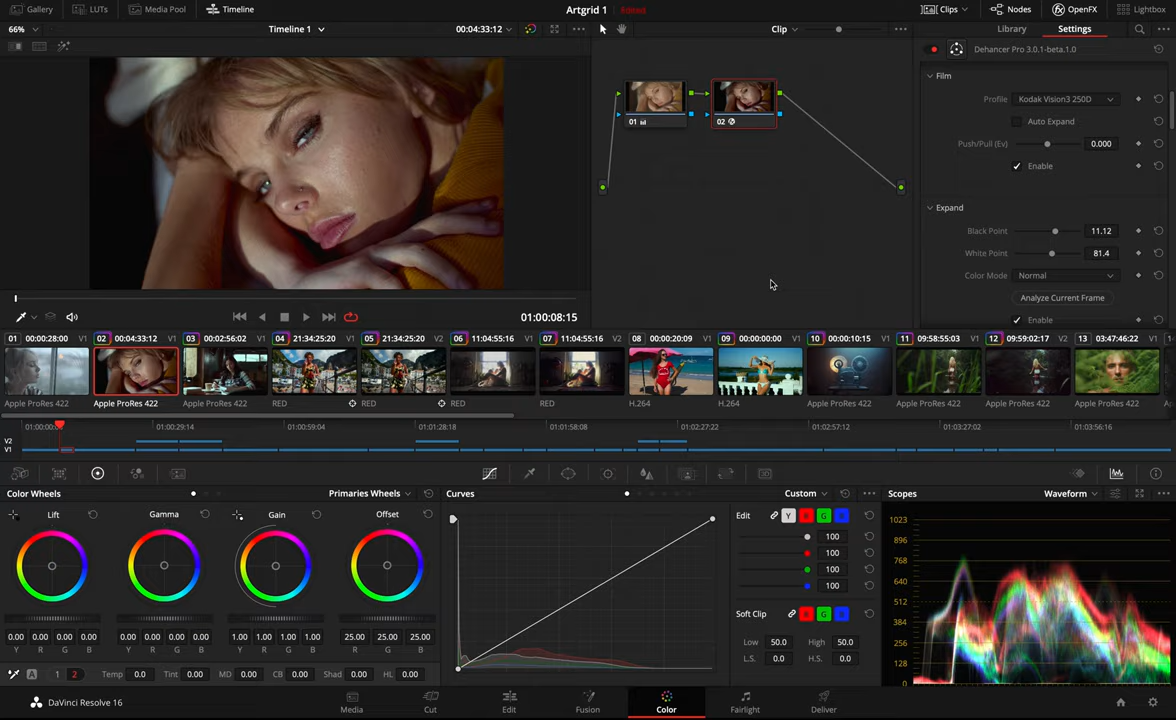 Gallery LUTs Media Pool Timeline Artgrid 1 Edited Clips Nodes OpenFX Lightbox
66% Timeline 1 00:04:33:12 Clip Library Settings
Dehancer Pro 3.0.1-beta.1.0
Film
Profile Kodak Vision3 250D
Auto Expand
Push/Pull (Ev) 0.000
Enable
Expand
Black Point 11.12
White Point 81.4
Color Mode Normal
Analyze Current Frame
Enable
01 02
01:00:08:15
01 00:00:28:00 V1 02 00:04:33:12 V1 03 00:02:56:02 V1 04 21:34:25:20 V1 05 21:34:25:20 V1 06 11:04:55:16 V1 07 11:04:55:16 V1 08 00:00:20:09 V1 09 00:00:00:00 V1 10 00:00:10:15 V1 11 09:58:55:03 V1 12 09:59:02:17 V1 13 03:47:46:22 V1
Apple ProRes 422 Apple ProRes 422 Apple ProRes 422 RED RED RED RED H.264 H.264 Apple ProRes 422 Apple ProRes 422 Apple ProRes 422 Apple ProRes 422
01:00:00:0 01:00:29:14 01:00:59:04 01:01:28:18 01:01:58:08 01:02:27:22 01:02:57:12 01:03:27:02 01:03:56:16
V2
V1
Color Wheels Primaries Wheels Curves Custom Scopes Waveform
Lift Gamma Gain Offset
0.00 0.00 0.00 0.00 0.00 0.00 0.00 0.00 1.00 1.00 1.00 1.00 25.00 25.00 25.00
Y R G B Y R G B Y R G B R G B
A 1 2 Temp 0.0 Tint 0.00 MD 0.00 CB 0.00 Shad 0.00 HL 0.00
Edit Y R G B
100
100
100
100
Soft Clip R G B
Low 50.0 High 50.0
L.S. 0.0 H.S. 0.0
1023
896
768
640
512
384
256
128
0
DaVinci Resolve 16 Media Cut Edit Fusion Color Fairlight Deliver